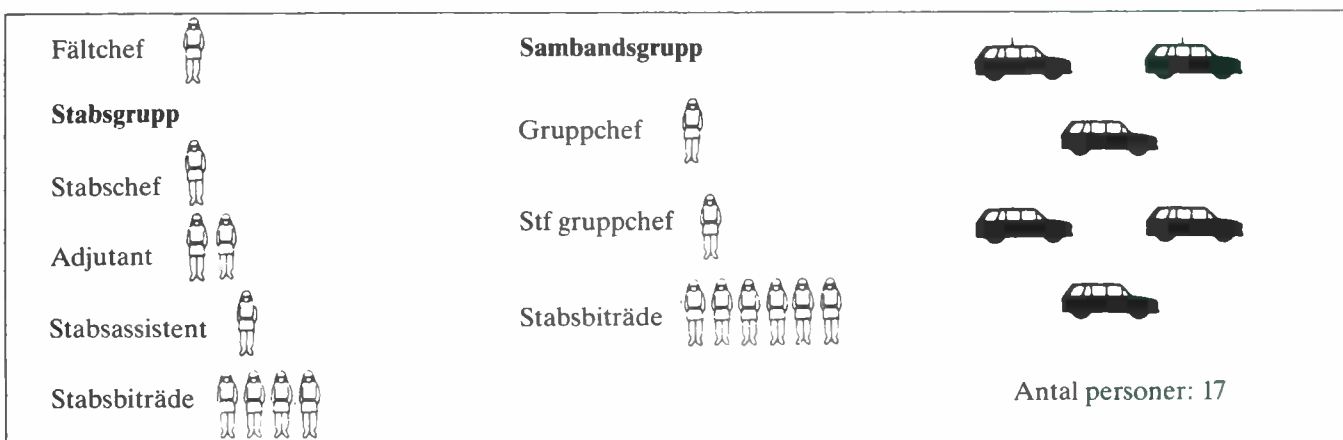 Fältchef
Stabsgrupp
Stabschef
Adjutant
Stabsassistent
Stabsbiträde
Sambandsgrupp
Gruppchef
Stf gruppchef
Stabsbiträde
Antal personer: 17